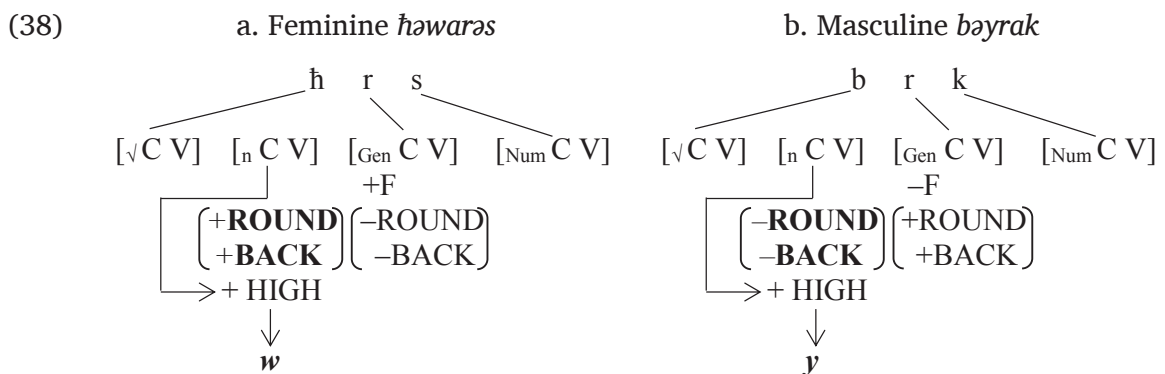 (38) a. Feminine ħəwarəs b. Masculine bəyrak
ħ r s b r k
[√C V] [n C V] [Gen C V] [Num C V] [√C V] [n C V] [Gen C V] [Num C V]
+F –F
+ROUND –ROUND –ROUND +ROUND
+BACK –BACK –BACK +BACK
+ HIGH + HIGH
w y